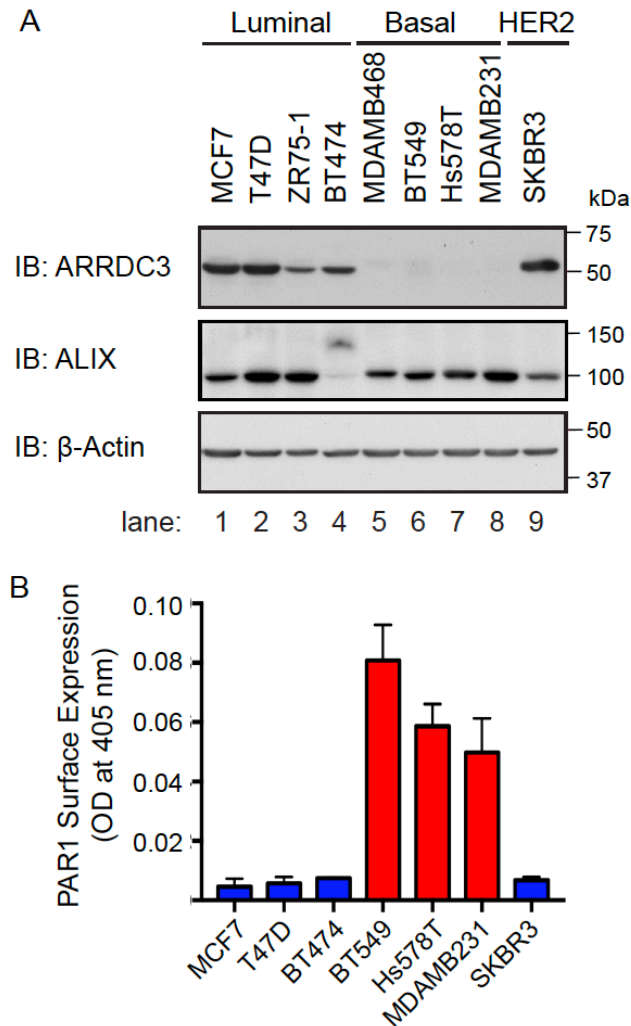 A
Luminal Basal HER2
MCF7 T47D ZR75-1 BT474 MDAMB468 BT549 Hs578T MDAMB231 SKBR3
kDa
IB: ARRDC3
75
50
IB: ALIX
150
100
IB: β-Actin
50
37
lane: 1 2 3 4 5 6 7 8 9
B
PAR1 Surface Expression
(OD at 405 nm)
0.10
0.08
0.06
0.04
0.02
MCF7 T47D BT474 BT549 Hs578T MDAMB231 SKBR3